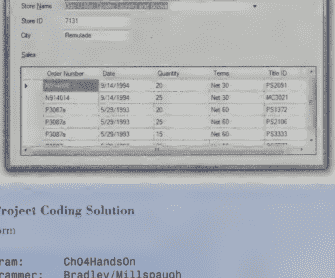 Store Name
Store ID 7131
City Remulade
Sales
Order Number Date Quantity Terms Title ID
9/14/1994 20 Net 30 PS2091
N914014 9/14/1994 25 Net 30 MC3021
P3087a 5/29/1993 20 Net 60 PS1372
P3087a 5/29/1993 25 Net 60 PS2106
P3087a 5/29/1993 15 Net 60 PS3333
Project Coding Solution
orm
ram: Ch04HandsOn
rammer: Bradley/Millspaugh